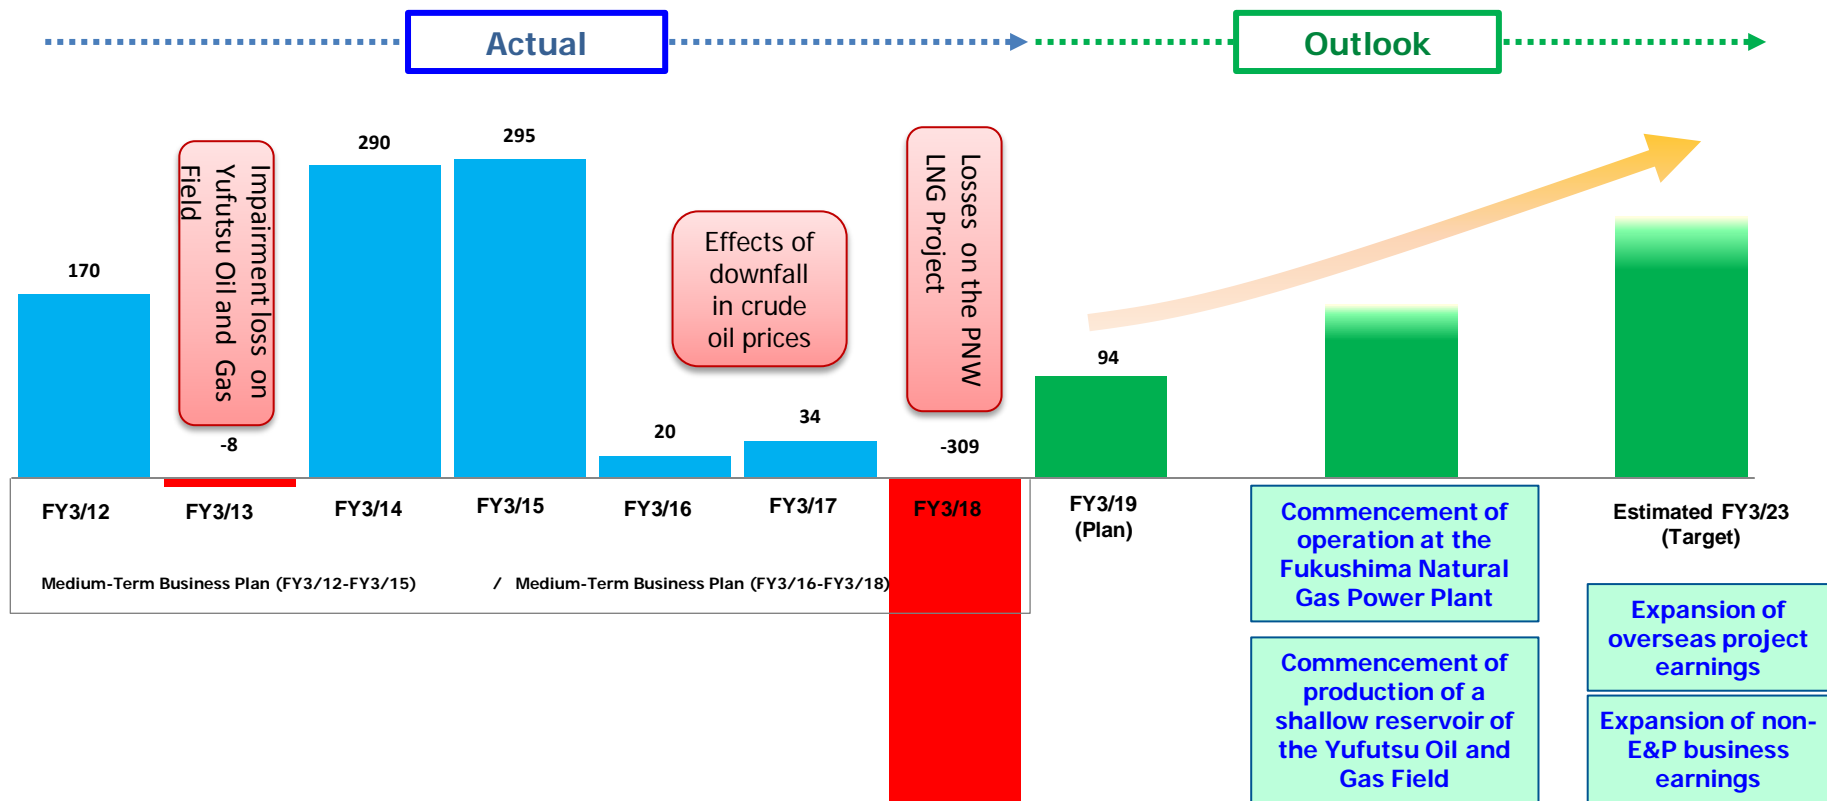 Actual
Outlook
170
Impairment loss on
Yufutsu Oil and Gas
Field
-8
290
295
20
Effects of
downfall
in crude
oil prices
34
Losses on the PNW
LNG Project
-309
94
FY3/12
FY3/13
FY3/14
FY3/15
FY3/16
FY3/17
FY3/18
FY3/19
(Plan)
Estimated FY3/23
(Target)
Medium-Term Business Plan (FY3/12-FY3/15)
/ Medium-Term Business Plan (FY3/16-FY3/18)
Commencement of
operation at the
Fukushima Natural
Gas Power Plant
Commencement of
production of a
shallow reservoir of
the Yufutsu Oil and
Gas Field
Expansion of
overseas project
earnings
Expansion of non-
E&P business
earnings